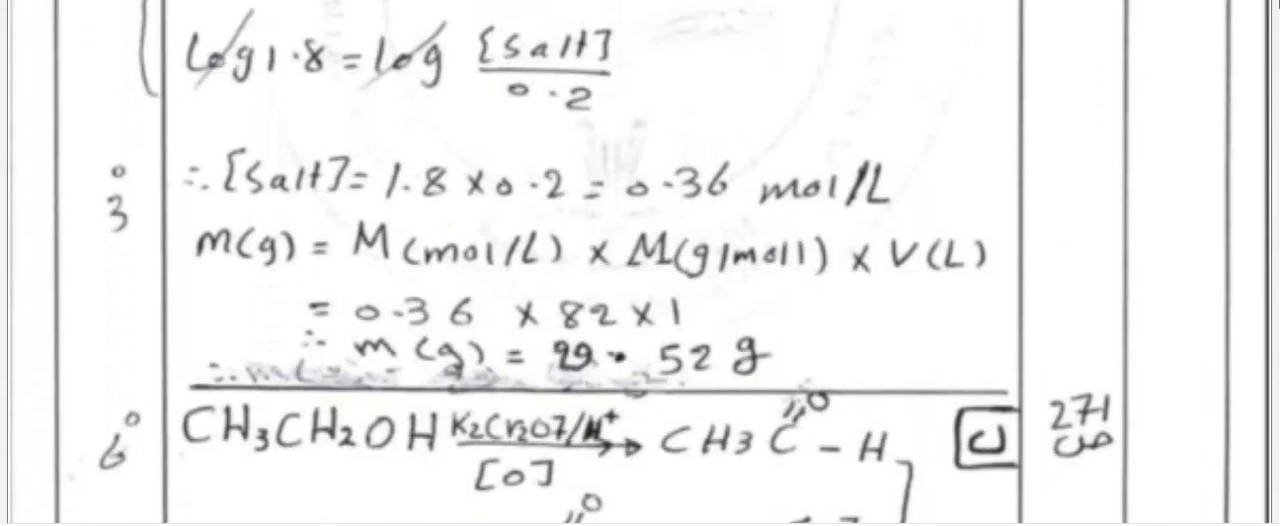 log 1.8 = log [salt] / 0.2
∴ [salt] = 1.8 x 0.2 = 0.36 mol/L
3
m(g) = M (mol/L) x M(g/mol) x V(L)
= 0.36 x 82 x 1
∴ m (g) = 29.52 g
CH3CH2OH K2Cr2O7/H+ [O] → CH3 C - H
O
271
ص
6
O